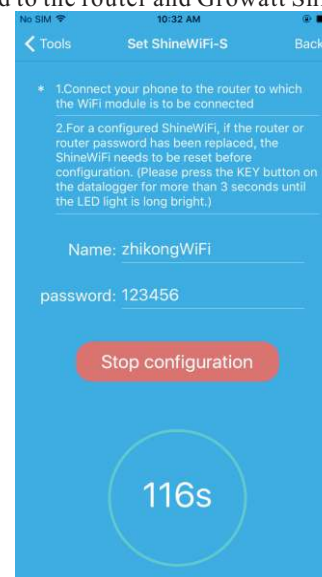 d to the router and Growatt Shi
No SIM 10:32 AM
Tools Set ShineWiFi-S Back
* 1.Connect your phone to the router to which
the WiFi module is to be connected
2.For a configured ShineWiFi, if the router or
router password has been replaced, the
ShineWiFi needs to be reset before
configuration. (Please press the KEY button on
the datalogger for more than 3 seconds until
the LED light is long bright.)
Name: zhikongWiFi
password: 123456
Stop configuration
116s